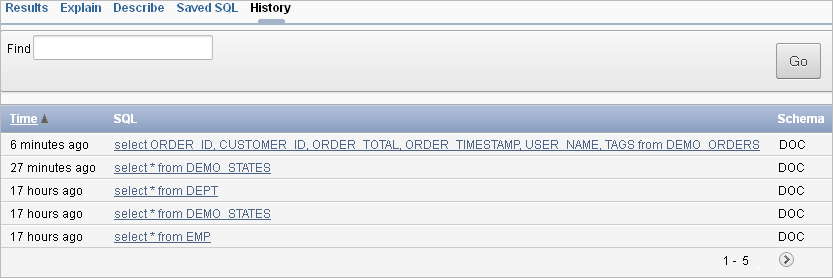 Results Explain Describe Saved SQL History
Find
Go
Time SQL Schema
6 minutes ago select ORDER_ID, CUSTOMER_ID, ORDER_TOTAL, ORDER_TIMESTAMP, USER_NAME, TAGS from DEMO_ORDERS DOC
27 minutes ago select * from DEMO_STATES DOC
17 hours ago select * from DEPT DOC
17 hours ago select * from DEMO_STATES DOC
17 hours ago select * from EMP DOC
1 - 5